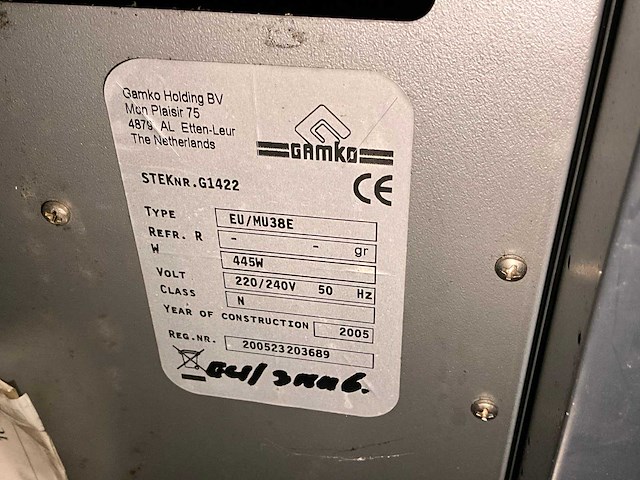 Gamko Holding BV
Mon Plaisir 75
4879 AL Etten-Leur
The Netherlands
GAMKO
STEKNR.G1422
CE
TYPE EU/MU38E
REFR. R - - gr
W 445W
VOLT 220/240V 50 Hz
CLASS N
YEAR OF CONSTRUCTION 2005
REG.NR. 200523203689